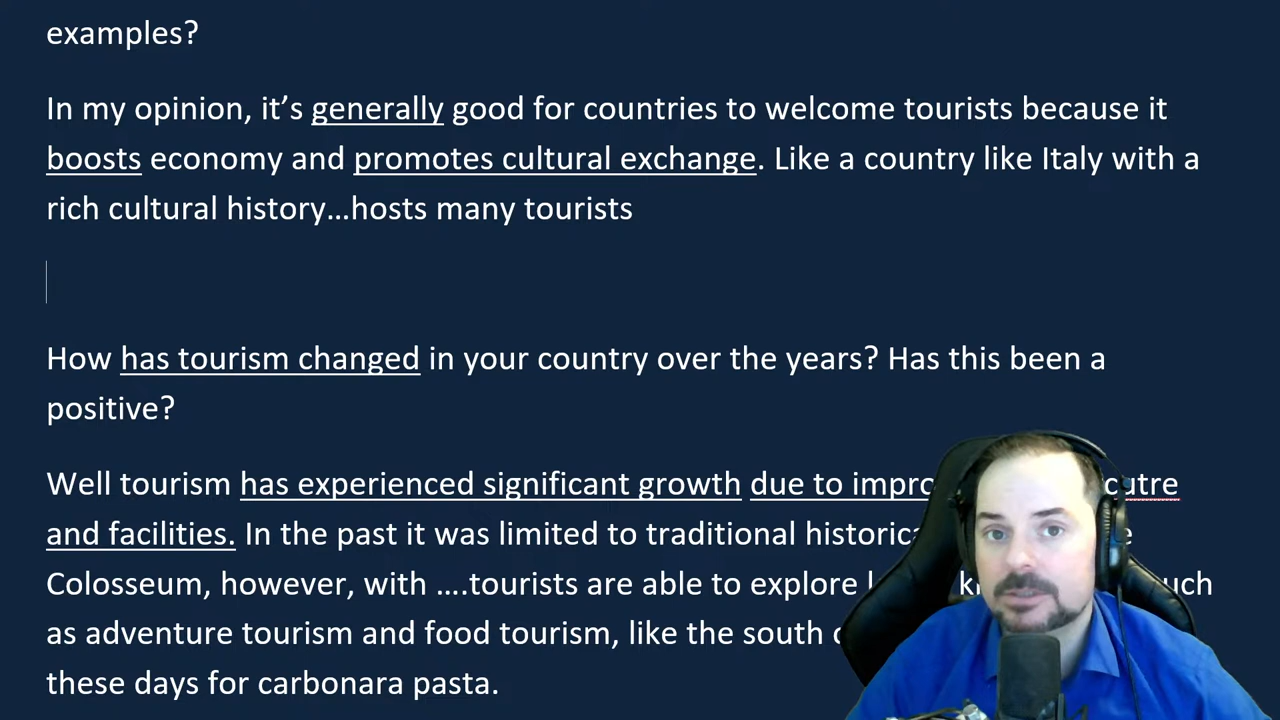 examples?
In my opinion, it’s generally good for countries to welcome tourists because it
boosts economy and promotes cultural exchange. Like a country like Italy with a
rich cultural history…hosts many tourists
How has tourism changed in your country over the years? Has this been a
positive?
Well tourism has experienced significant growth due to
and facilities. In the past it was limited to traditional
Colosseum, however, with ….tourists are able to explore
as adventure tourism and food tourism, like the south
these days for carbonara pasta.